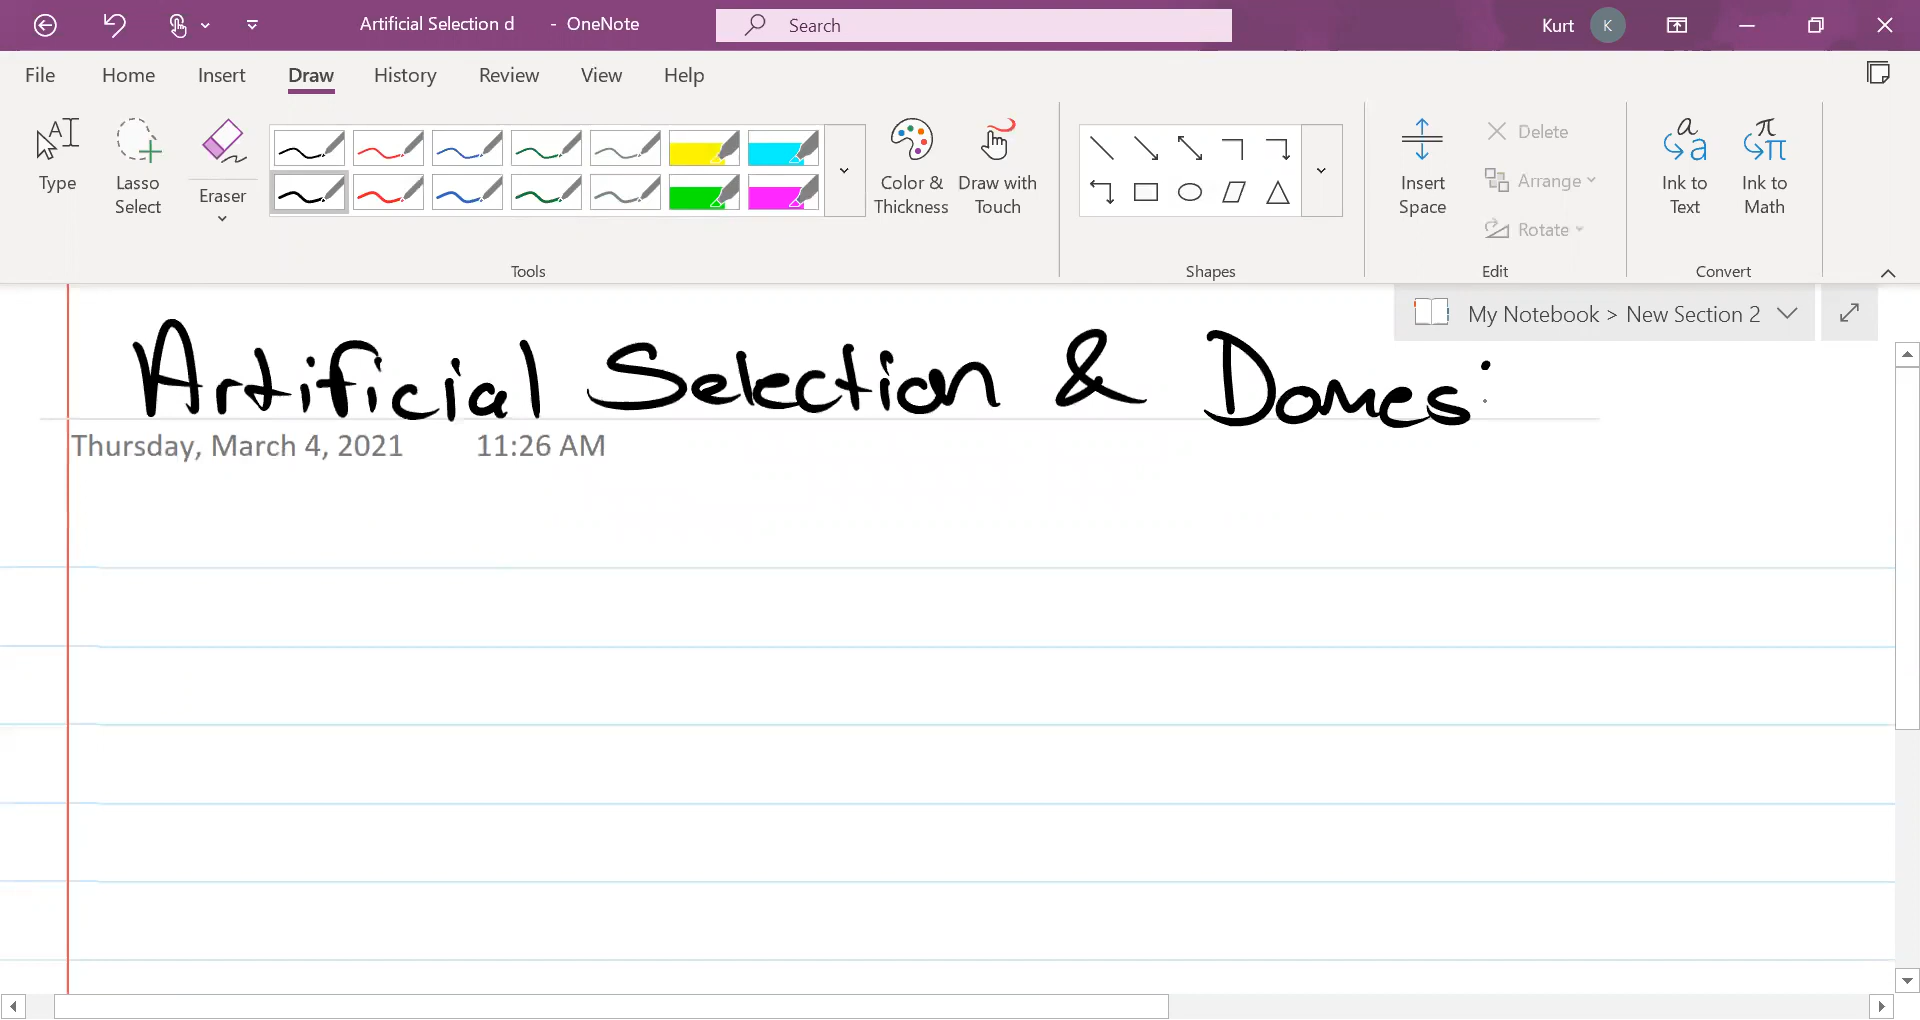 Artificial Selection d - OneNote Search Kurt K
File Home Insert Draw History Review View Help
Type Lasso Select Eraser Color & Thickness Draw with Touch Insert Space Delete Arrange Rotate Ink to Text Ink to Math
Tools Shapes Edit Convert
My Notebook > New Section 2
Artificial Selection & Domes:
Thursday, March 4, 2021 11:26 AM